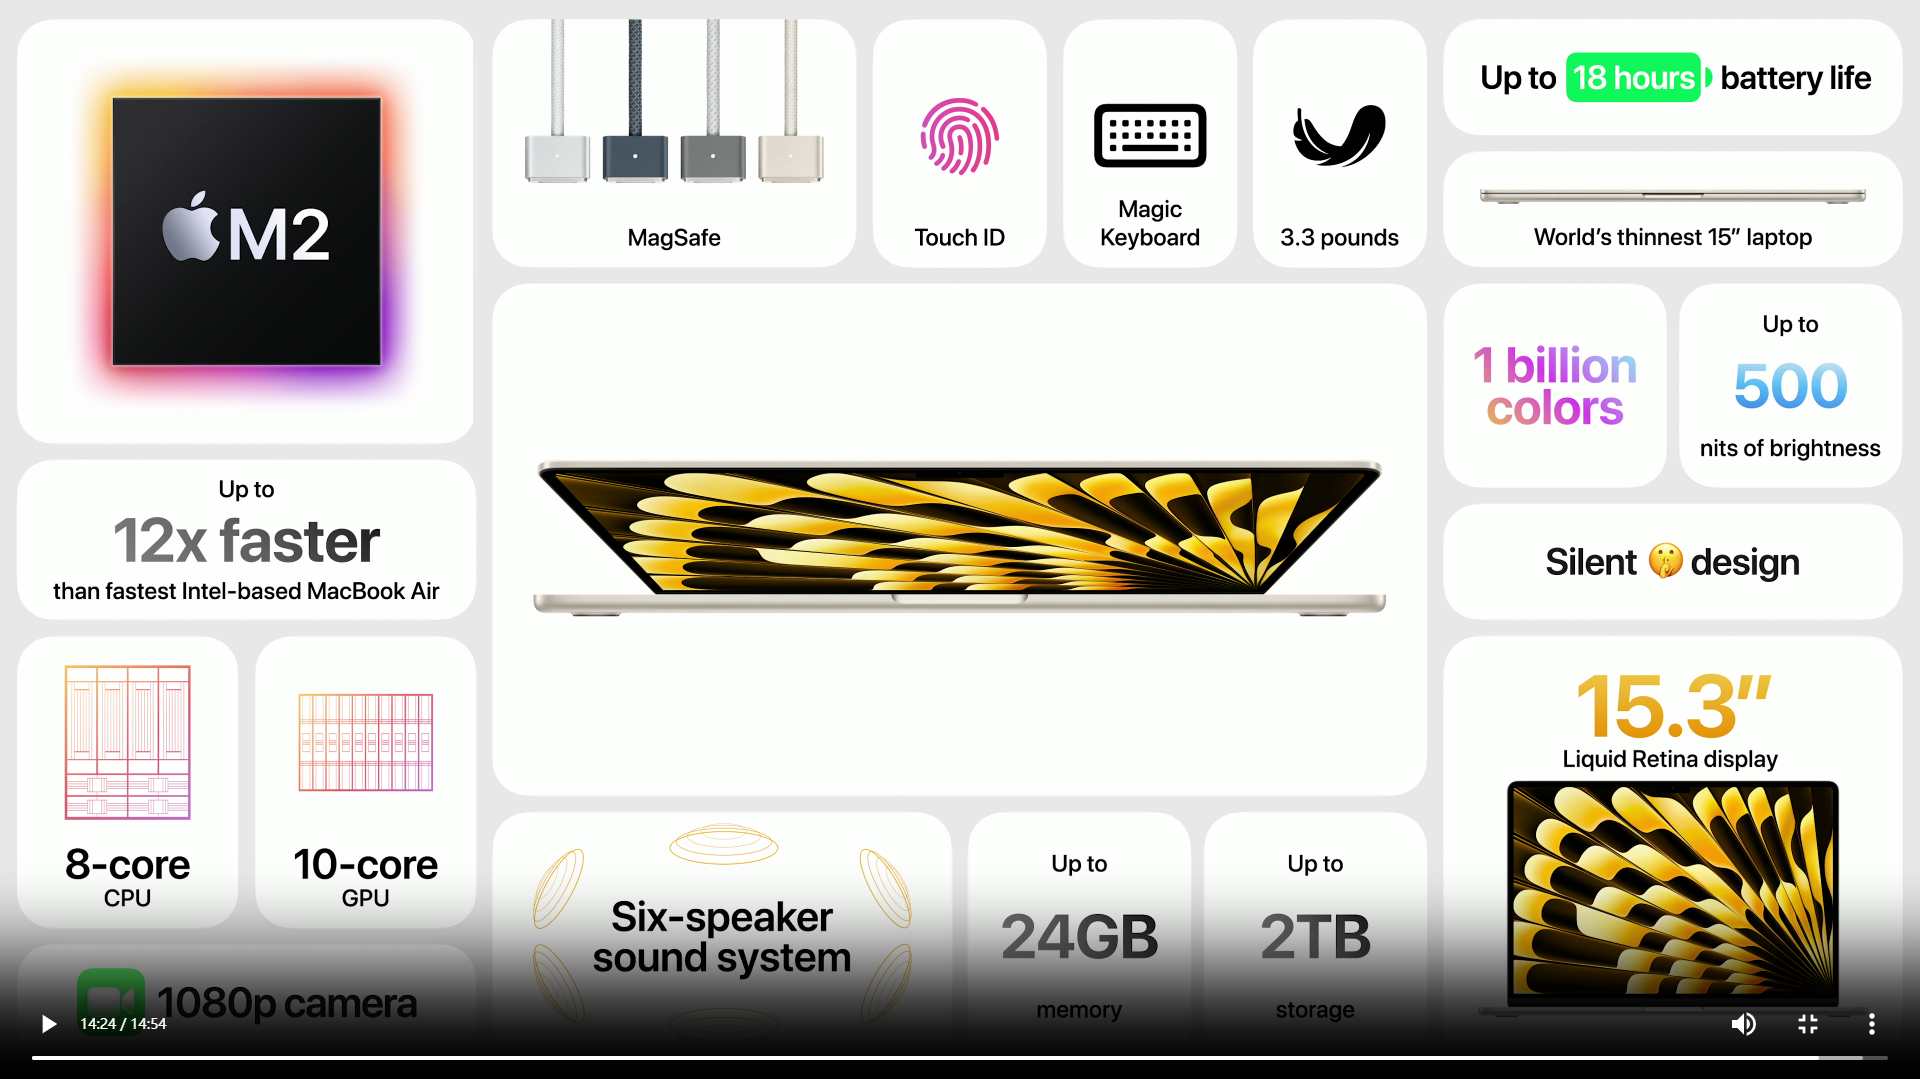 M2
MagSafe
Touch ID
Magic
Keyboard
3.3 pounds
Up to 18 hours battery life
World's thinnest 15″ laptop
1 billion
colors
Up to
500
nits of brightness
Up to
12x faster
than fastest Intel-based MacBook Air
Silent 🤫 design
8-core
CPU
10-core
GPU
15.3″
Liquid Retina display
Six-speaker
sound system
Up to
24GB
memory
Up to
2TB
storage
1080p camera
14:24 / 14:54